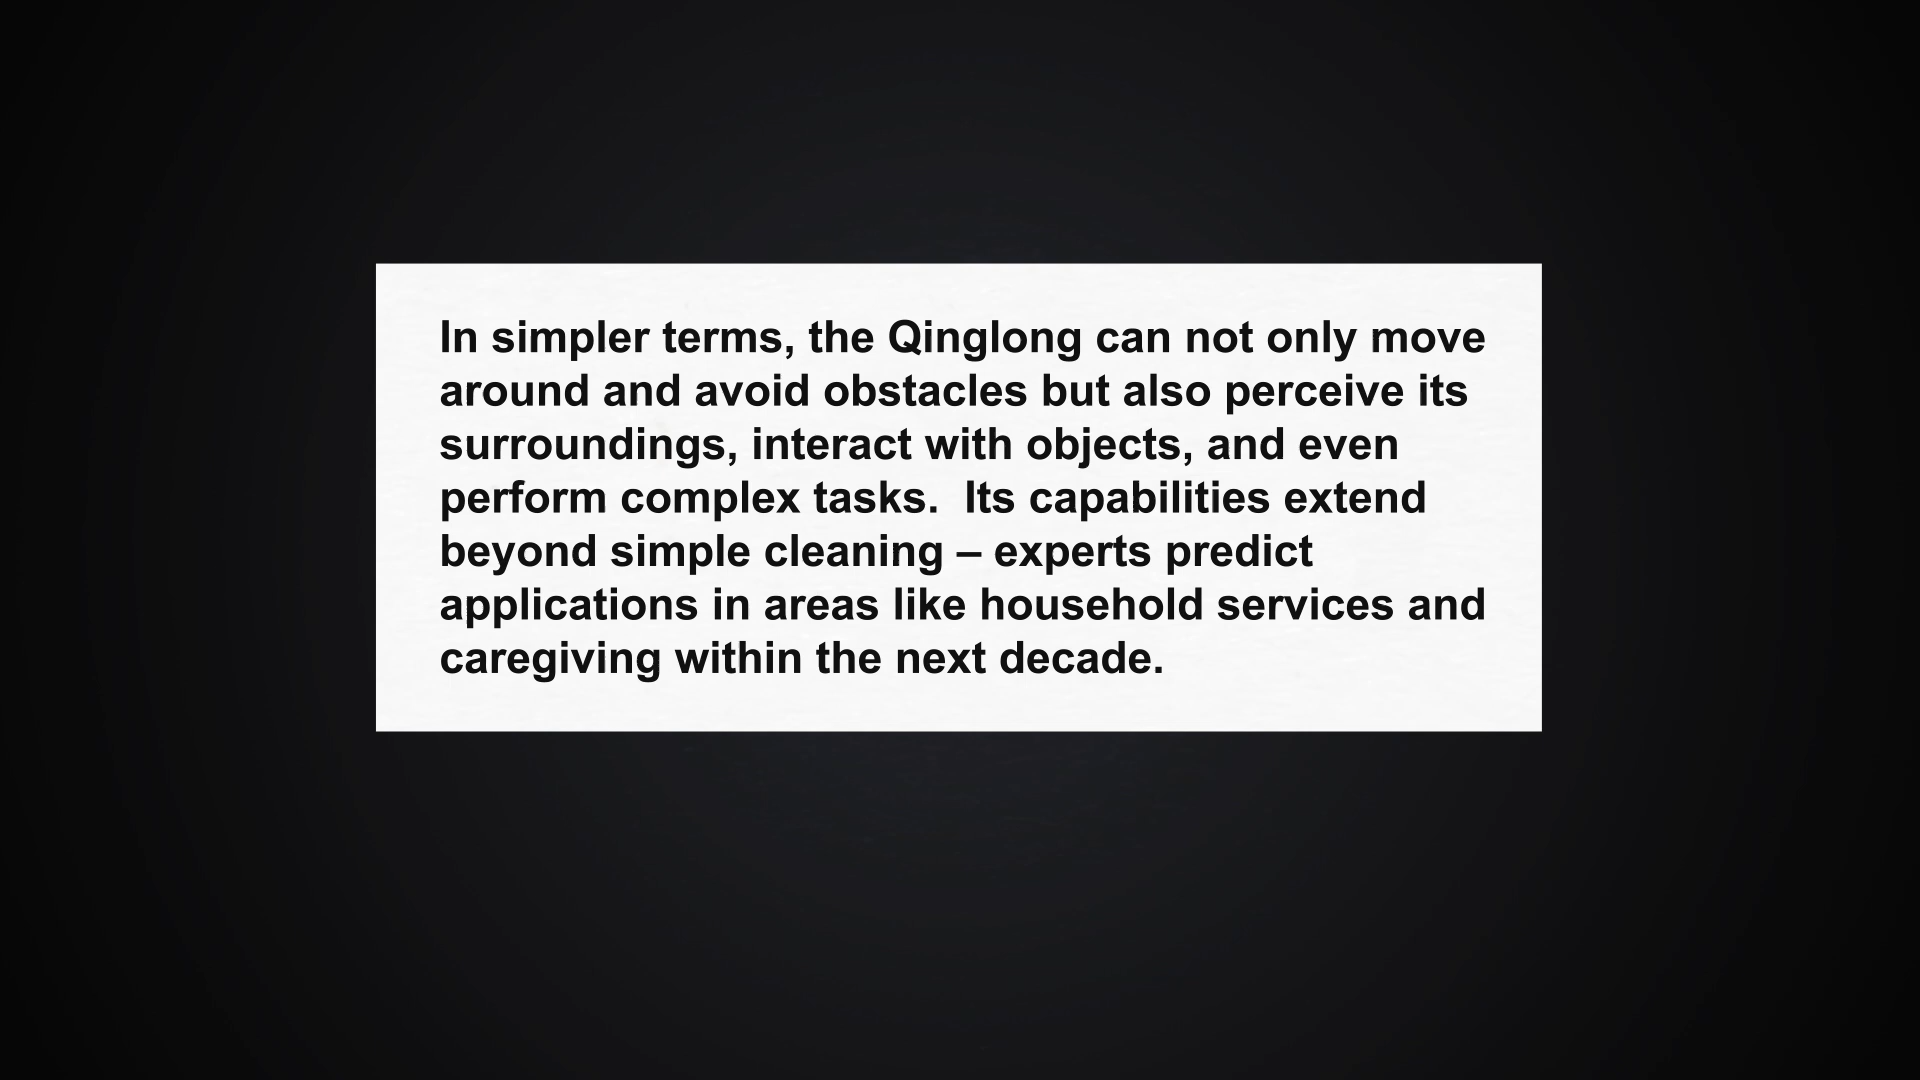 In simpler terms, the Qinglong can not only move
around and avoid obstacles but also perceive its
surroundings, interact with objects, and even
perform complex tasks.  Its capabilities extend
beyond simple cleaning – experts predict
applications in areas like household services and
caregiving within the next decade.